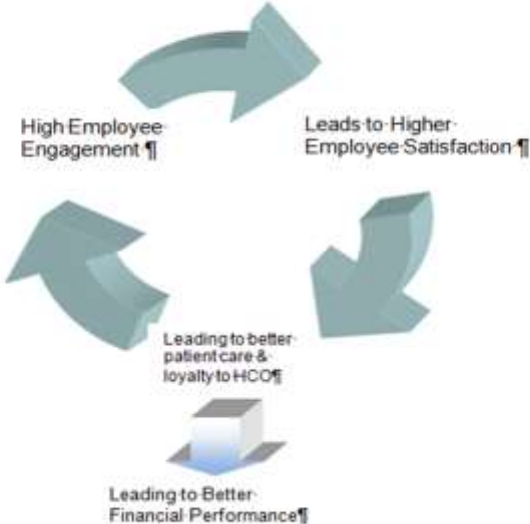 High Employee
Engagement ¶
Leads to Higher
Employee Satisfaction ¶
Leading to better
patient care &
loyalty to HCO¶
Leading to Better
Financial Performance¶